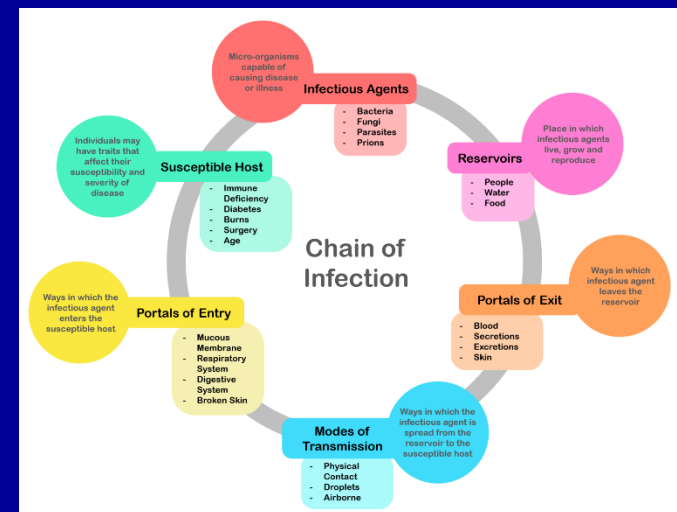 Micro-organisms
capable of
causing disease
or illness
Infectious Agents
- Bacteria
- Fungi
- Parasites
- Prions
Place in which
infectious agents
live, grow and
reproduce
Reservoirs
- People
- Water
- Food
Ways in which
infectious agent
leaves the
reservoir
Portals of Exit
- Blood
- Secretions
- Excretions
- Skin
Ways in which the
infectious agent is
spread from the
reservoir to the
susceptible host
Modes of
Transmission
- Physical
Contact
- Droplets
- Airborne
Ways in which the
infectious agent
enters the
susceptible host
Portals of Entry
- Mucous
Membrane
- Respiratory
System
- Digestive
System
- Broken Skin
Individuals may
have traits that
affect their
susceptibility and
severity of
disease
Susceptible Host
- Immune
Deficiency
- Diabetes
- Burns
- Surgery
- Age
Chain of
Infection